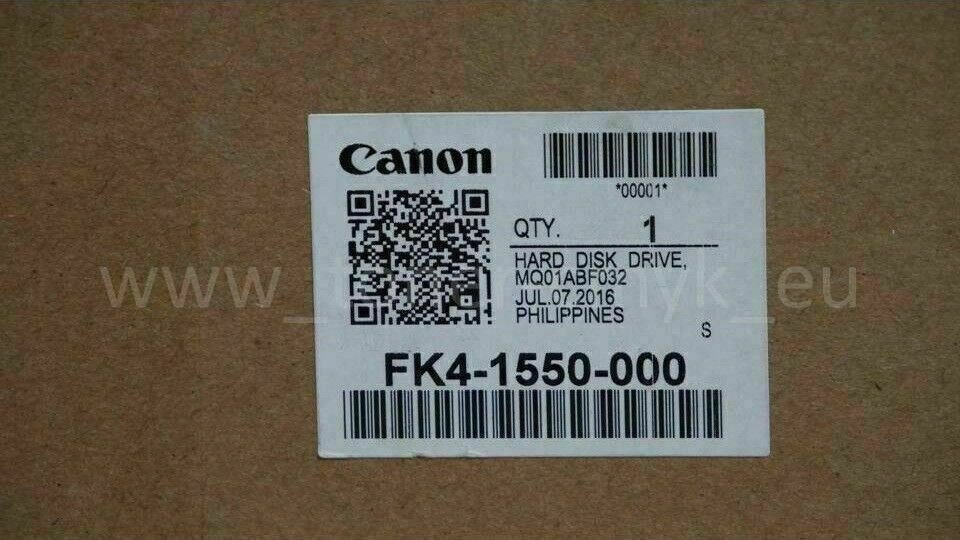 Canon
*00001*
QTY. 1
HARD DISK DRIVE,
MQ01ABF032
JUL.07.2016
PHILIPPINES
S
FK4-1550-000